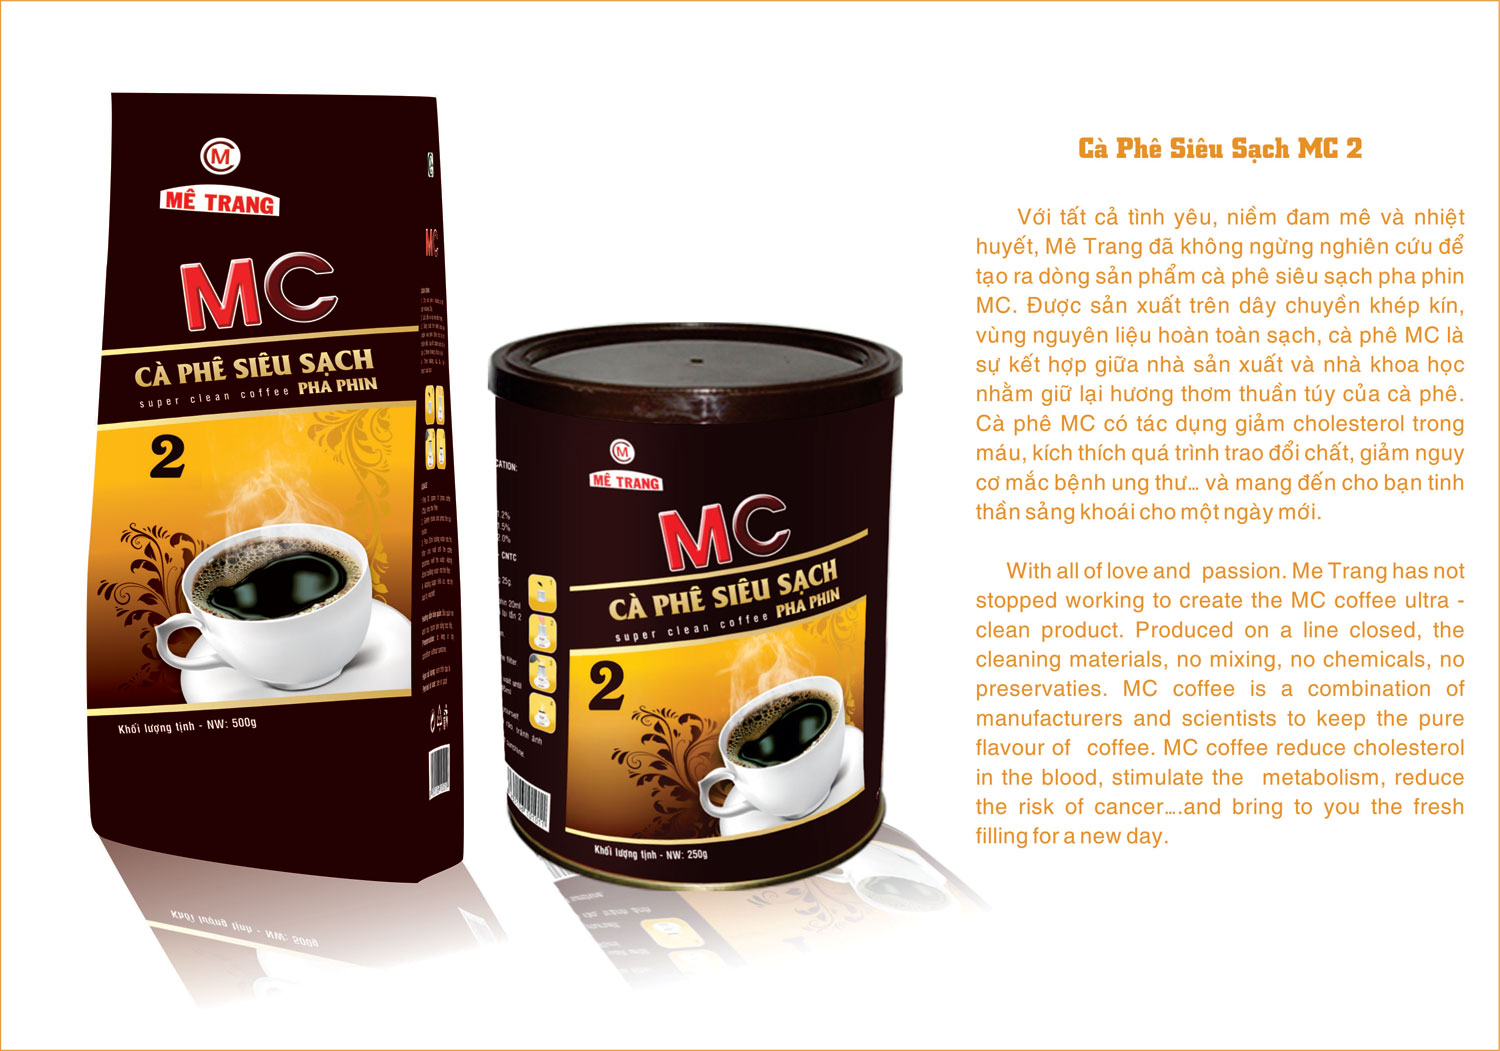 MC
MÊ TRANG
MC
CÀ PHÊ SIÊU SẠCH
super clean coffee PHA PHIN
2
Khối lượng tịnh - NW: 500g
MC
MC
MÊ TRANG
MC
CÀ PHÊ SIÊU SẠCH
super clean coffee PHA PHIN
2
Khối lượng tịnh - NW: 250g
Cà Phê Siêu Sạch MC 2
Với tất cả tình yêu, niềm đam mê và nhiệt
huyết, Mê Trang đã không ngừng nghiên cứu để
tạo ra dòng sản phẩm cà phê siêu sạch pha phin
MC. Được sản xuất trên dây chuyền khép kín,
vùng nguyên liệu hoàn toàn sạch, cà phê MC là
sự kết hợp giữa nhà sản xuất và nhà khoa học
nhằm giữ lại hương thơm thuần túy của cà phê.
Cà phê MC có tác dụng giảm cholesterol trong
máu, kích thích quá trình trao đổi chất, giảm nguy
cơ mắc bệnh ung thư... và mang đến cho bạn tinh
thần sảng khoái cho một ngày mới.
With all of love and passion. Me Trang has not
stopped working to create the MC coffee ultra -
clean product. Produced on a line closed, the
cleaning materials, no mixing, no chemicals, no
preservaties. MC coffee is a combination of
manufacturers and scientists to keep the pure
flavour of coffee. MC coffee reduce cholesterol
in the blood, stimulate the metabolism, reduce
the risk of cancer....and bring to you the fresh
filling for a new day.